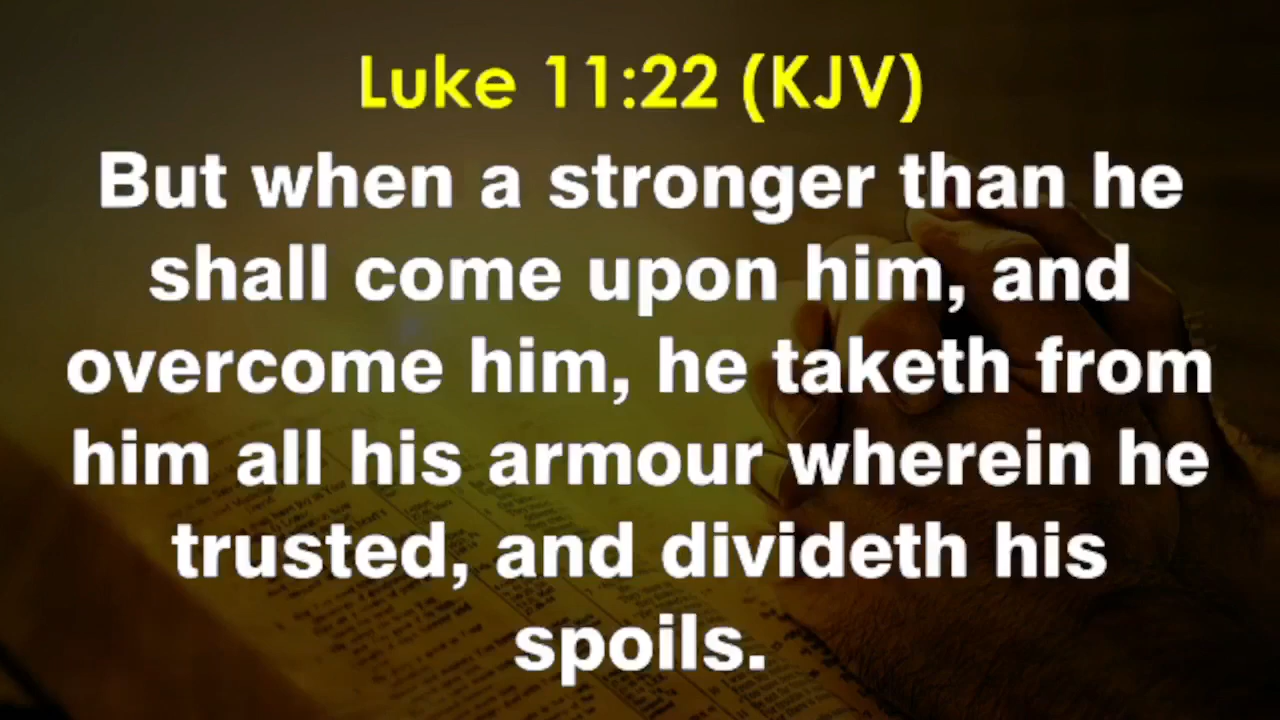 Luke 11:22 (KJV)
But when a stronger than he
shall come upon him, and
overcome him, he taketh from
him all his armour wherein he
trusted, and divideth his
spoils.